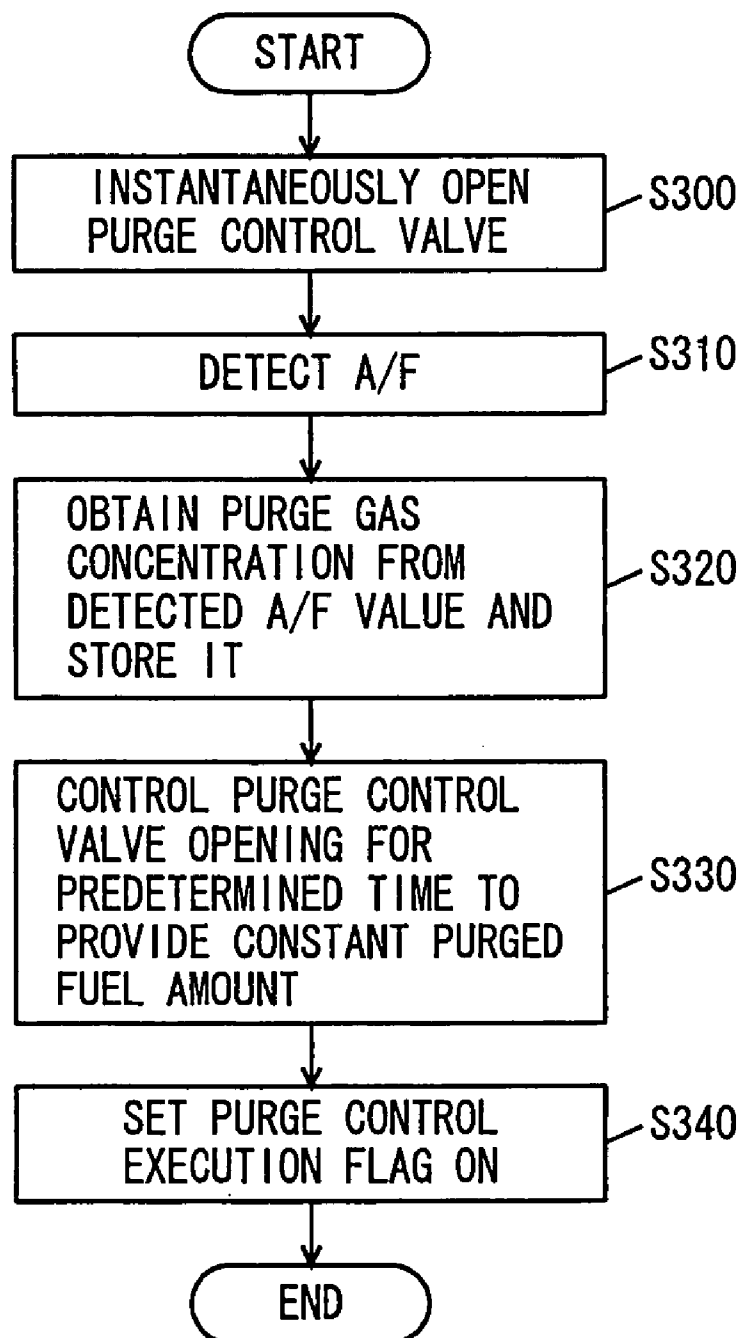 START
INSTANTANEOUSLY OPEN
PURGE CONTROL VALVE
S300
DETECT A/F
S310
OBTAIN PURGE GAS
CONCENTRATION FROM
DETECTED A/F VALUE AND
STORE IT
S320
CONTROL PURGE CONTROL
VALVE OPENING FOR
PREDETERMINED TIME TO
PROVIDE CONSTANT PURGED
FUEL AMOUNT
S330
SET PURGE CONTROL
EXECUTION FLAG ON
S340
END